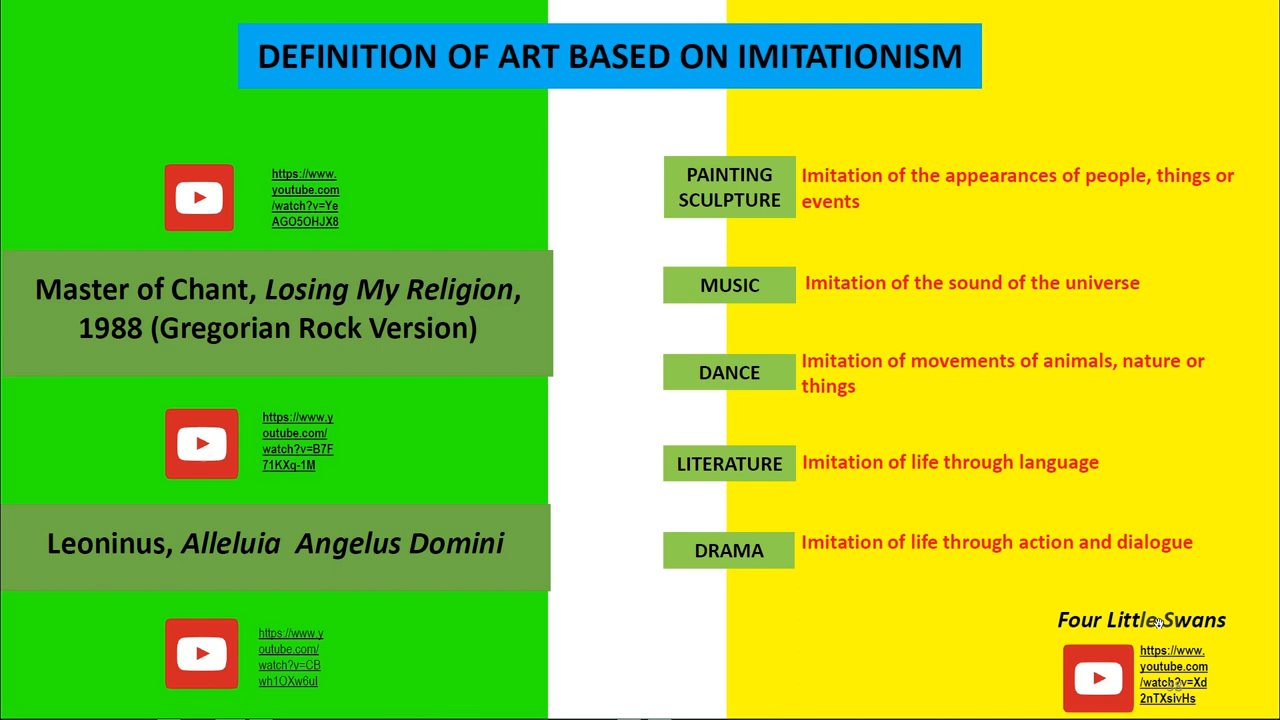 DEFINITION OF ART BASED ON IMITATIONISM
https://www.
youtube.com
/watch?v=Ye
AGO5OHJX8
Master of Chant, Losing My Religion,
1988 (Gregorian Rock Version)
https://www.y
outube.com/
watch?v=B7F
71KXq-1M
Leoninus, Alleluia Angelus Domini
https://www.y
outube.com/
watch?v=CB
wh1OXw6uI
PAINTING
SCULPTURE
Imitation of the appearances of people, things or
events
MUSIC
Imitation of the sound of the universe
DANCE
Imitation of movements of animals, nature or
things
LITERATURE
Imitation of life through language
DRAMA
Imitation of life through action and dialogue
Four Little Swans
https://www.
youtube.com
/watch?v=Xd
2nTXsivHs